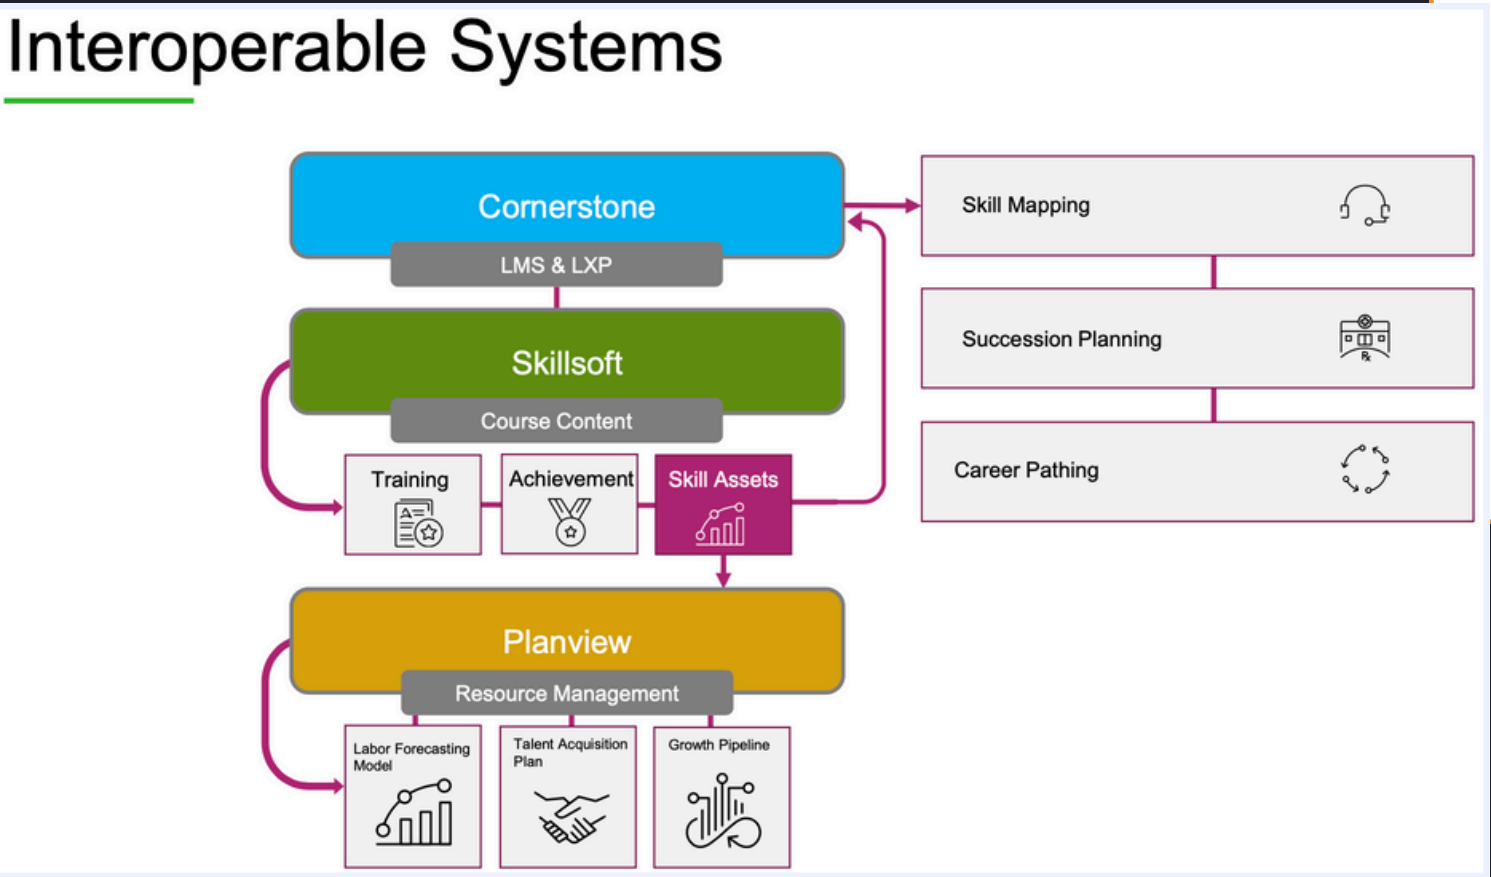 Interoperable Systems
Cornerstone
LMS & LXP
Skillsoft
Course Content
Training
Achievement
Skill Assets
Planview
Resource Management
Labor Forecasting
Model
Talent Acquisition
Plan
Growth Pipeline
Skill Mapping
Succession Planning
Rx
Career Pathing